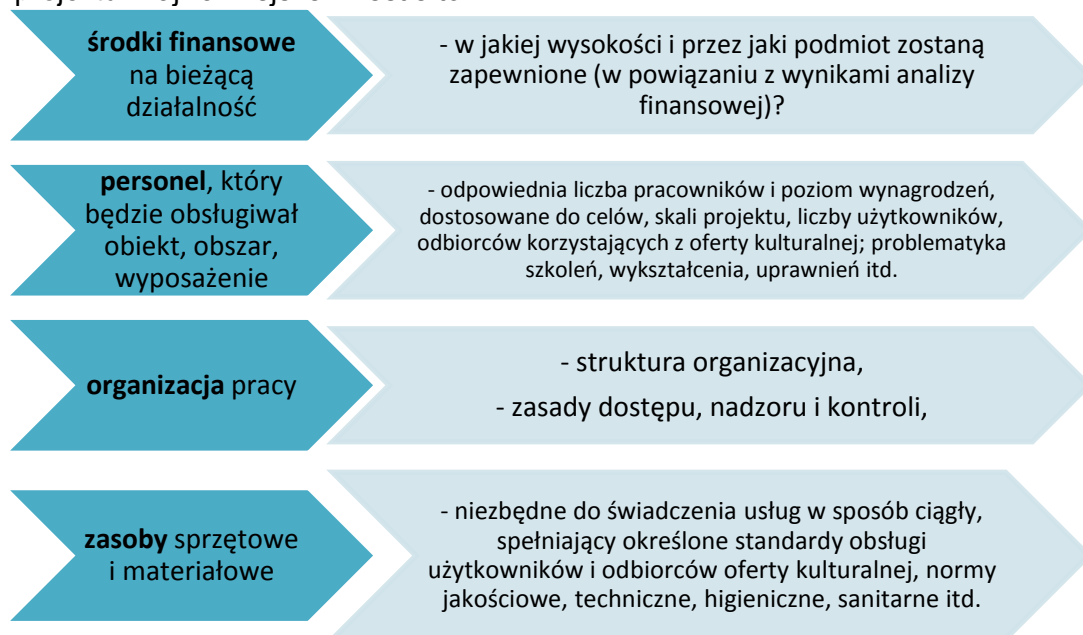 środki finansowe
na bieżącą
działalność
- w jakiej wysokości i przez jaki podmiot zostaną
zapewnione (w powiązaniu z wynikami analizy
finansowej)?
personel, który
będzie obsługiwał
obiekt, obszar,
wyposażenie
- odpowiednia liczba pracowników i poziom wynagrodzeń,
dostosowane do celów, skali projektu, liczby użytkowników,
odbiorców korzystających z oferty kulturalnej; problematyka
szkoleń, wykształcenia, uprawnień itd.
organizacja pracy
- struktura organizacyjna,
- zasady dostępu, nadzoru i kontroli,
zasoby sprzętowe
i materiałowe
- niezbędne do świadczenia usług w sposób ciągły,
spełniający określone standardy obsługi
użytkowników i odbiorców oferty kulturalnej, normy
jakościowe, techniczne, higieniczne, sanitarne itd.